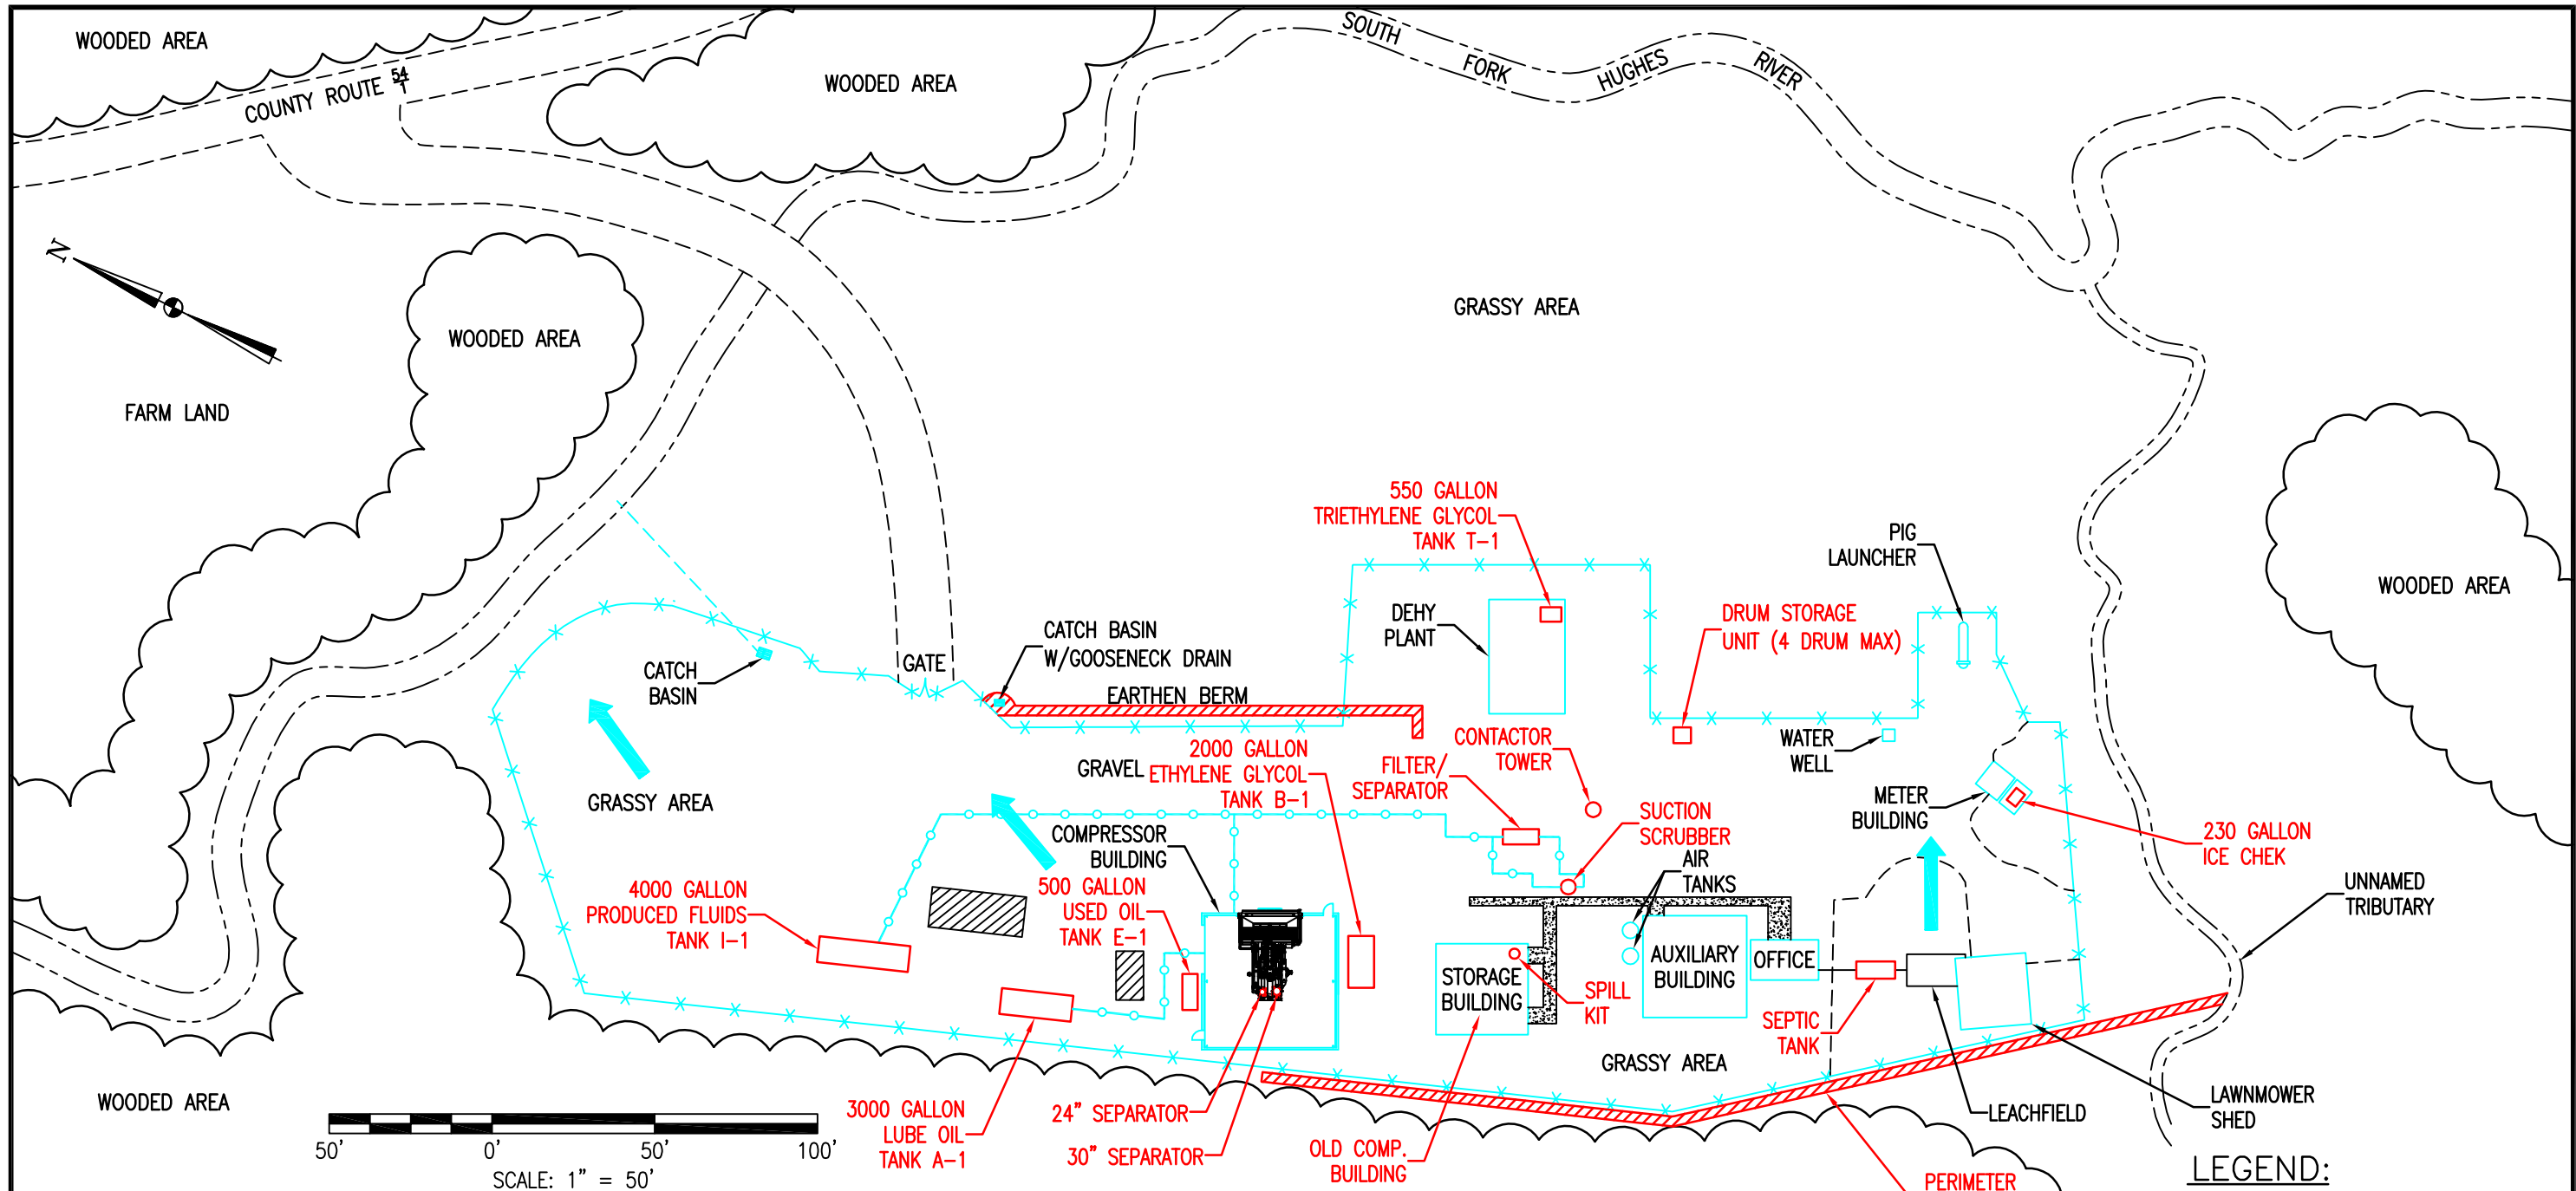 WOODED AREA
COUNTY ROUTE 54/1
WOODED AREA
SOUTH
FORK
HUGHES
RIVER
N
WOODED AREA
FARM LAND
GRASSY AREA
550 GALLON
TRIETHYLENE GLYCOL
TANK T-1
PIG
LAUNCHER
WOODED AREA
DEHY
PLANT
DRUM STORAGE
UNIT (4 DRUM MAX)
CATCH BASIN
W/GOOSENECK DRAIN
GATE
CATCH
BASIN
EARTHEN BERM
CONTACTOR
TOWER
WATER
WELL
2000 GALLON
ETHYLENE GLYCOL
TANK B-1
GRAVEL
FILTER/
SEPARATOR
GRASSY AREA
SUCTION
SCRUBBER
METER
BUILDING
230 GALLON
ICE CHEK
COMPRESSOR
BUILDING
AIR
TANKS
4000 GALLON
PRODUCED FLUIDS
TANK I-1
500 GALLON
USED OIL
TANK E-1
UNNAMED
TRIBUTARY
STORAGE
BUILDING
AUXILIARY
BUILDING
OFFICE
SPILL
KIT
SEPTIC
TANK
GRASSY AREA
WOODED AREA
3000 GALLON
LUBE OIL
TANK A-1
24" SEPARATOR
30" SEPARATOR
OLD COMP.
BUILDING
LEACHFIELD
LAWNMOWER
SHED
50' 0' 50' 100'
SCALE: 1" = 50'
LEGEND:
PERIMETER